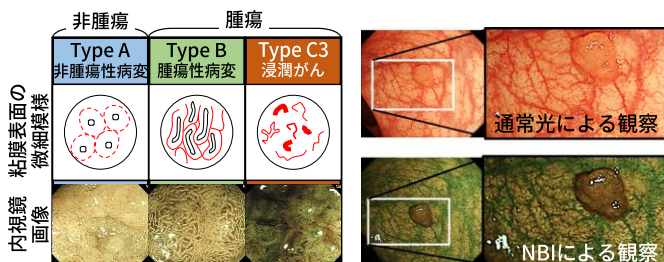 非腫瘍
腫瘍
Type A
非腫瘍性病変
Type B
腫瘍性病変
Type C3
浸潤がん
粘膜表面の
微細模様
内視鏡
画像
通常光による観察
NBIによる観察